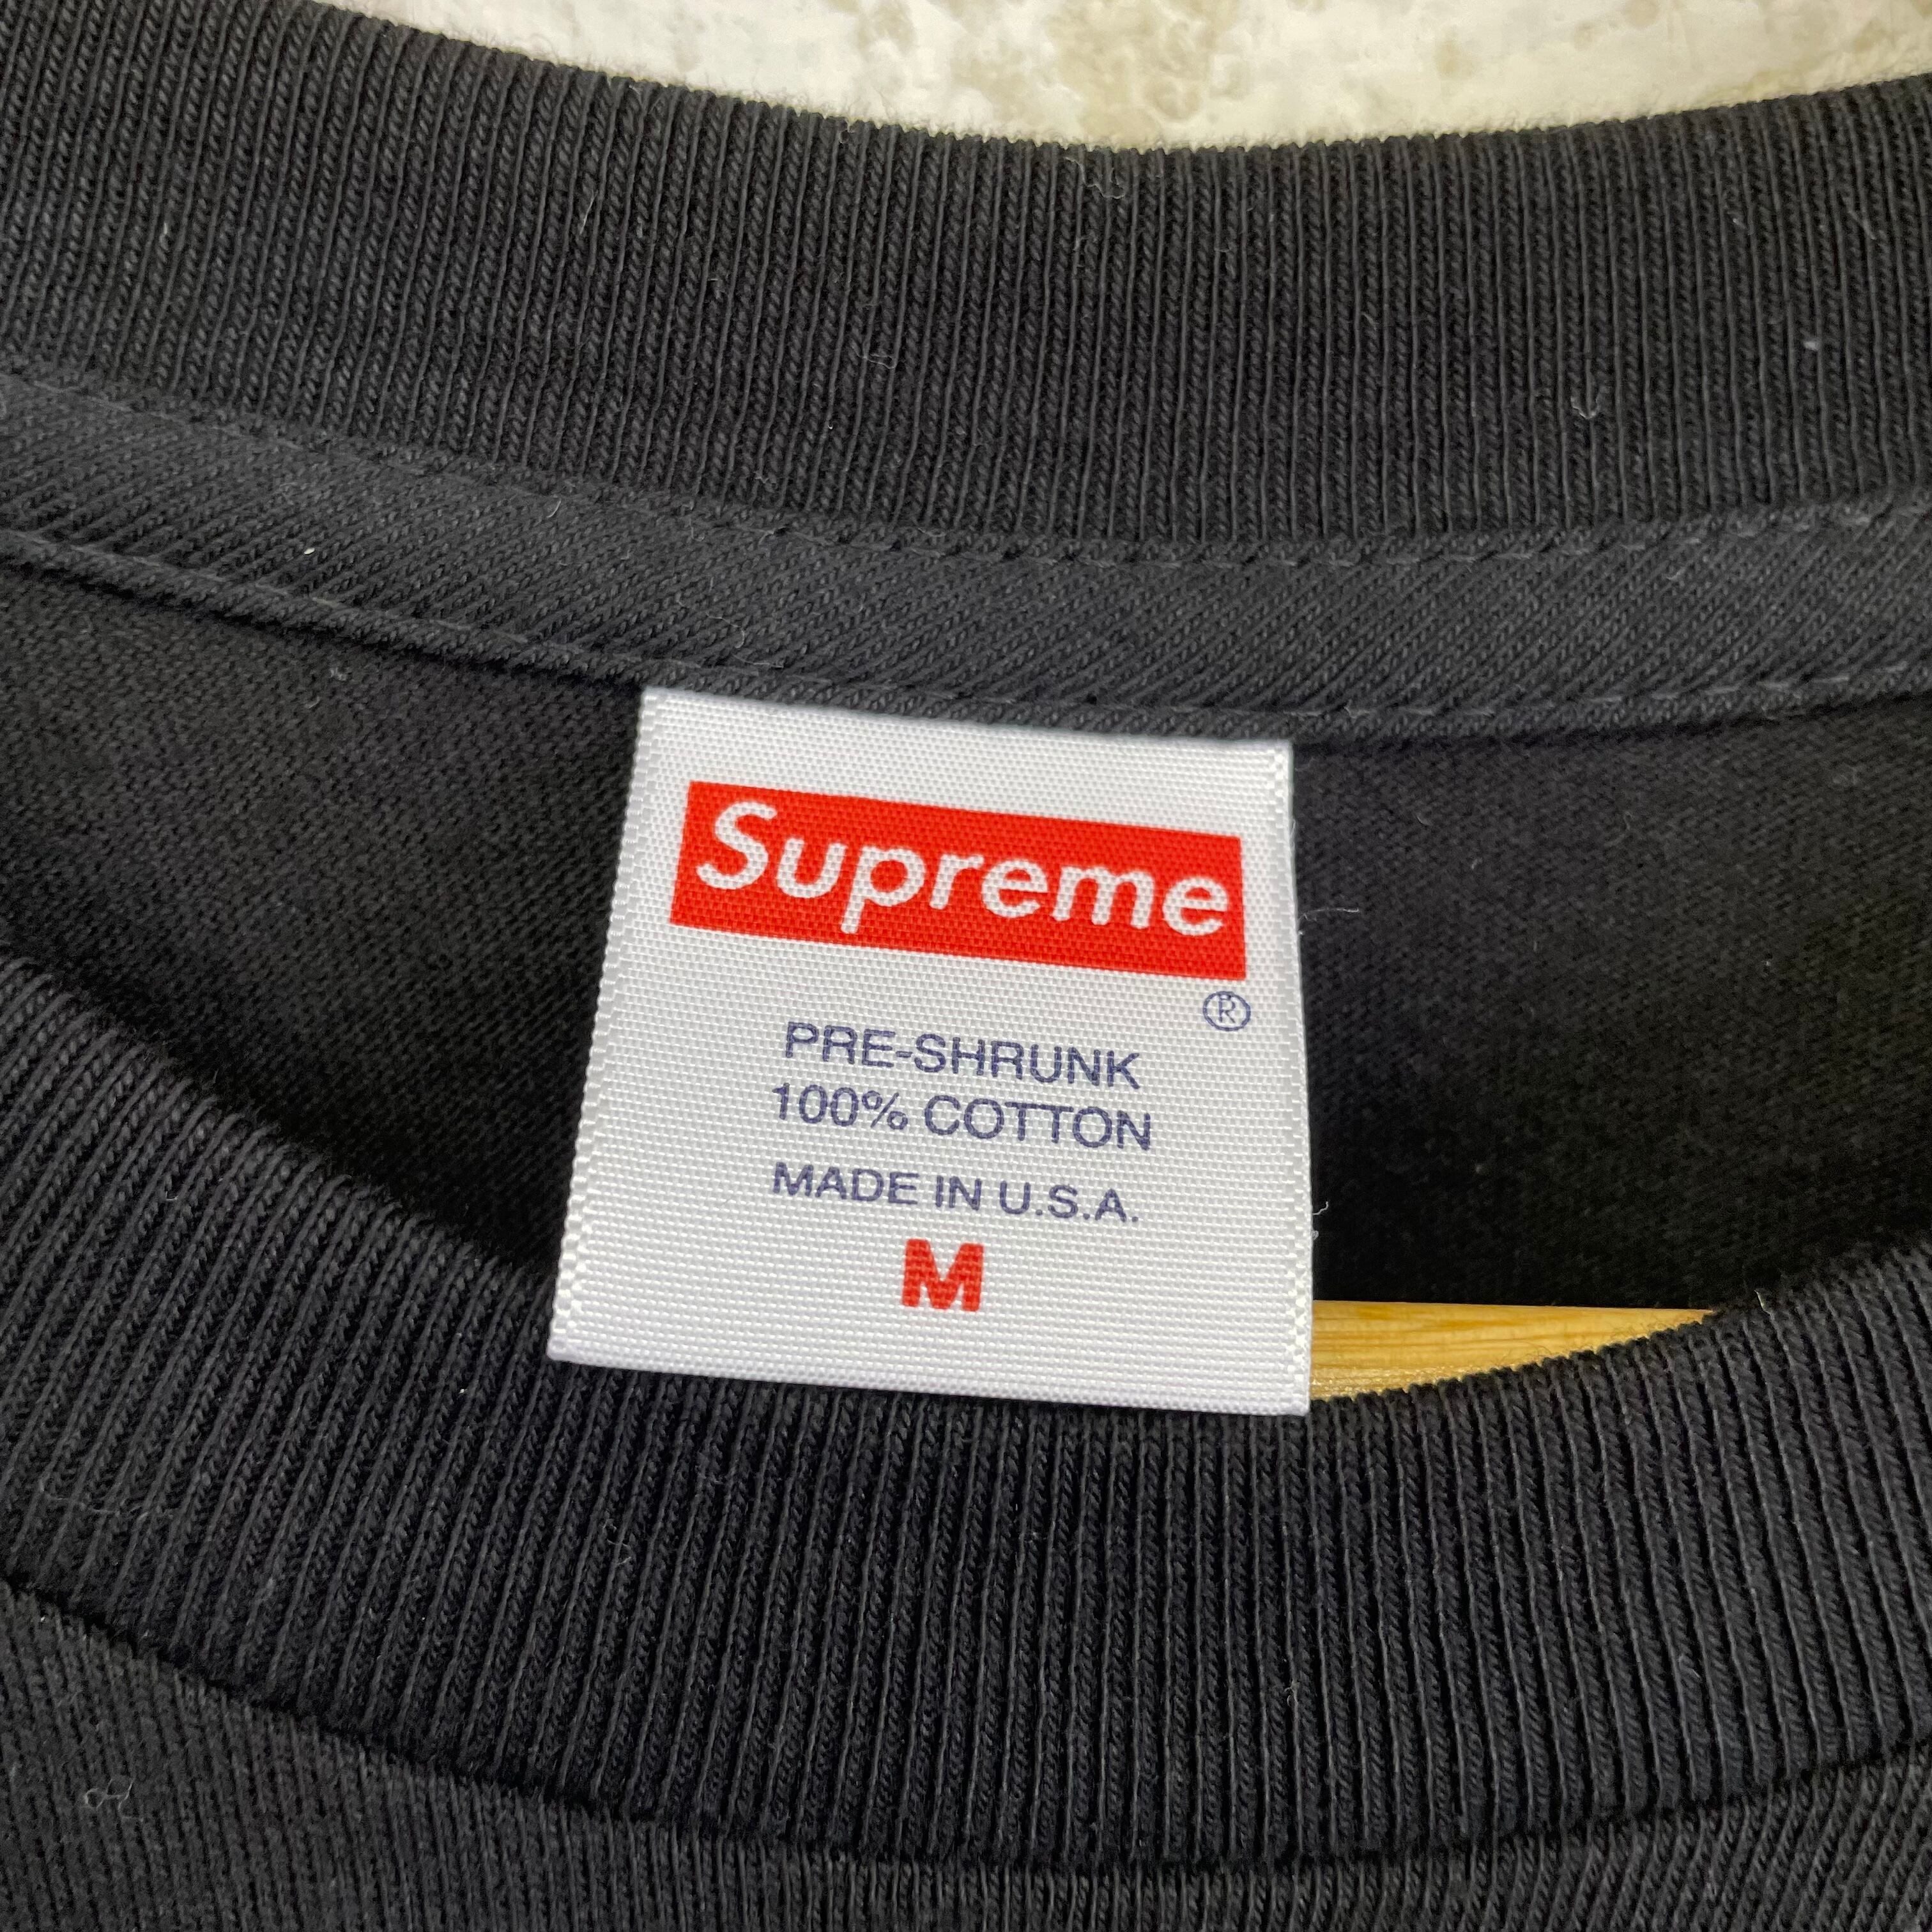 Supreme
®
PRE-SHRUNK
100% COTTON
MADE IN U.S.A.
M